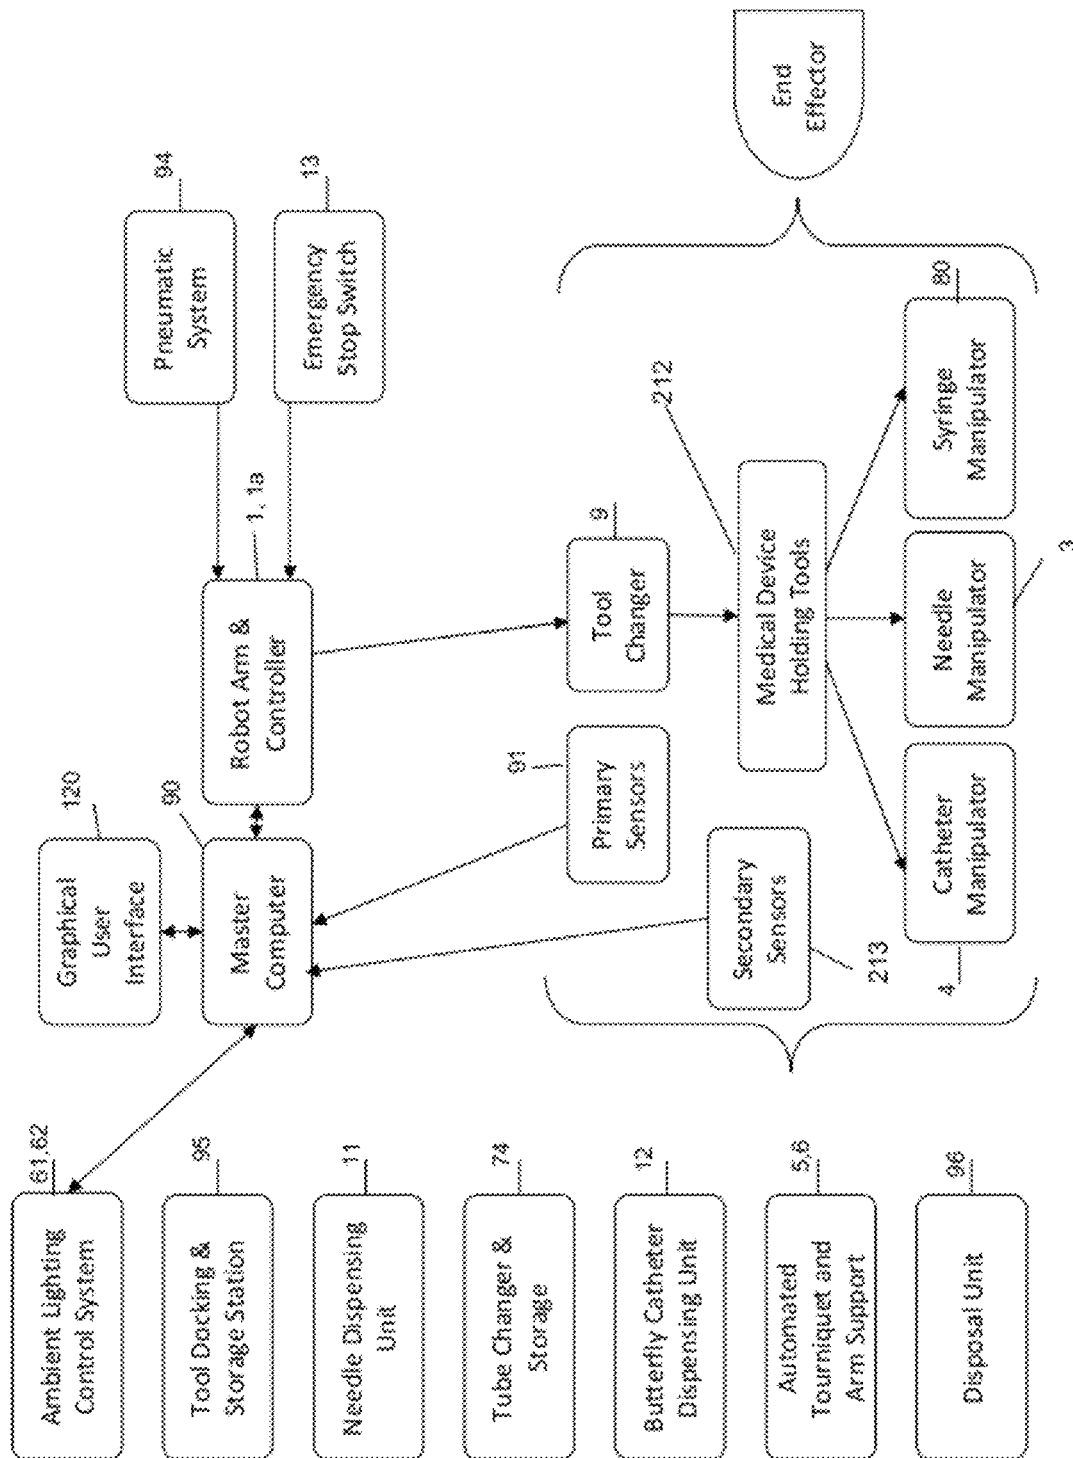 Ambient Lighting
Control System
61,62
Tool Docking &
Storage Station
95
Needle Dispensing
Unit
11
Tube Changer &
Storage
74
Butterfly Catheter
Dispensing Unit
12
Automated
Tourniquet and
Arm Support
5,6
Disposal Unit
96
Graphical
User
Interface
120
Master
Computer
90
Robot Arm &
Controller
1, 1a
Pneumatic
System
94
Emergency
Stop Switch
13
Primary
Sensors
91
Tool
Changer
9
Secondary
Sensors
213
Medical Device
Holding Tools
212
Catheter
Manipulator
4
Needle
Manipulator
3
Syringe
Manipulator
80
End
Effector